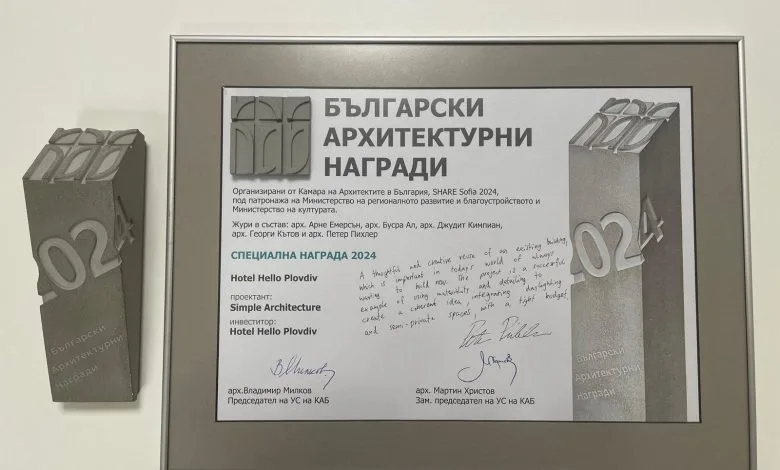 2024
Български
Архитектурни
Награди
БЪЛГАРСКИ
АРХИТЕКТУРНИ
НАГРАДИ
Организирани от Камара на Архитектите в България, SHARE Sofia 2024,
под патронажа на Министерство на регионалното развитие и благоустройството и
Министерство на културата.
Жури в състав: арх. Арне Емерсън, арх. Бусра Ал, арх. Джудит Кимпиан,
арх. Георги Кътов и арх. Петер Пихлер
СПЕЦИАЛНА НАГРАДА 2024
Hotel Hello Plovdiv
проектант:
Simple Architecture
инвеститор:
Hotel Hello Plovdiv
A thoughtful and creative reuse of an existing building,
which is important in today's world of always
wanting to build new. The project is a successful
example of using materiality and detailing to
create a coherent idea, integrating daylighting
and semi-private spaces, with a tight budget.
арх.Владимир Милков
Председател на УС на КАБ
арх. Мартин Христов
Зам. председател на УС на КАБ
2024
Български
Архитектурни
Награди